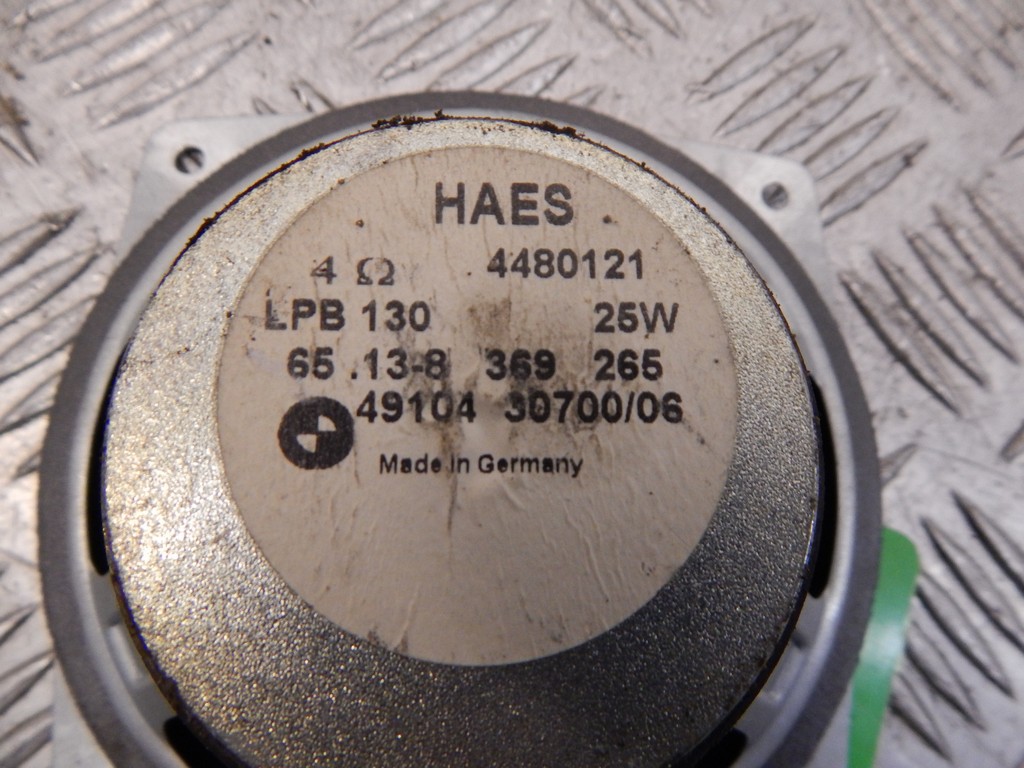 HAES
4 Ω 4480121
LPB 130 25W
65 .13-8 369 265
49104 30700/06
Made In Germany